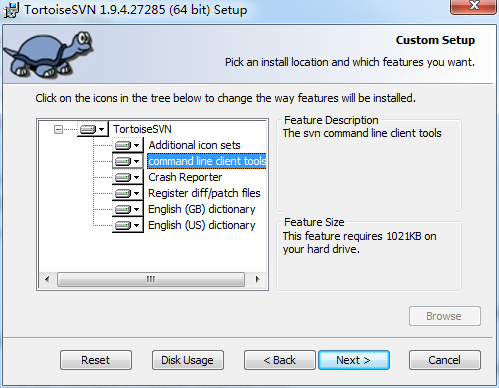 TortoiseSVN 1.9.4.27285 (64 bit) Setup
Custom Setup
Pick an install location and which features you want.
Click on the icons in the tree below to change the way features will be installed.
TortoiseSVN
Additional icon sets
command line client tools
Crash Reporter
Register diff/patch files
English (GB) dictionary
English (US) dictionary
Feature Description
The svn command line client tools
Feature Size
This feature requires 1021KB on
your hard drive.
Browse
Reset
Disk Usage
< Back
Next >
Cancel